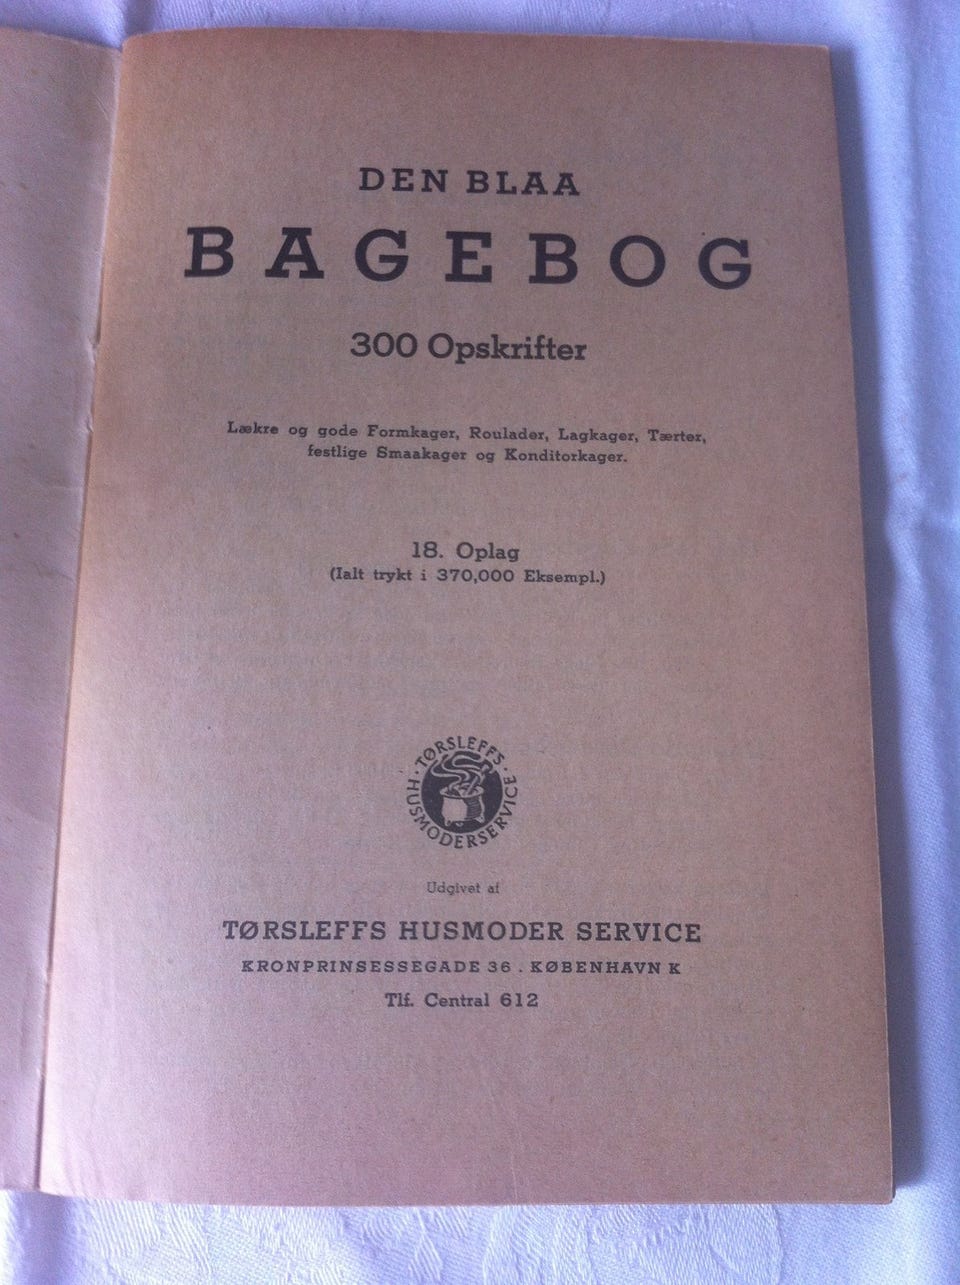 DEN BLAA
BAGEBOG
300 Opskrifter
Lækre og gode Formkager, Roulader, Lagkager, Tærter,
festlige Smaakager og Konditorkager.
18. Oplag
(Ialt trykt i 370,000 Eksempl.)
· TØRSLEFFS ·
HUSMODERSERVICE
Udgivet af
TØRSLEFFS HUSMODER SERVICE
KRONPRINSESSEGADE 36 . KØBENHAVN K
Tlf. Central 612